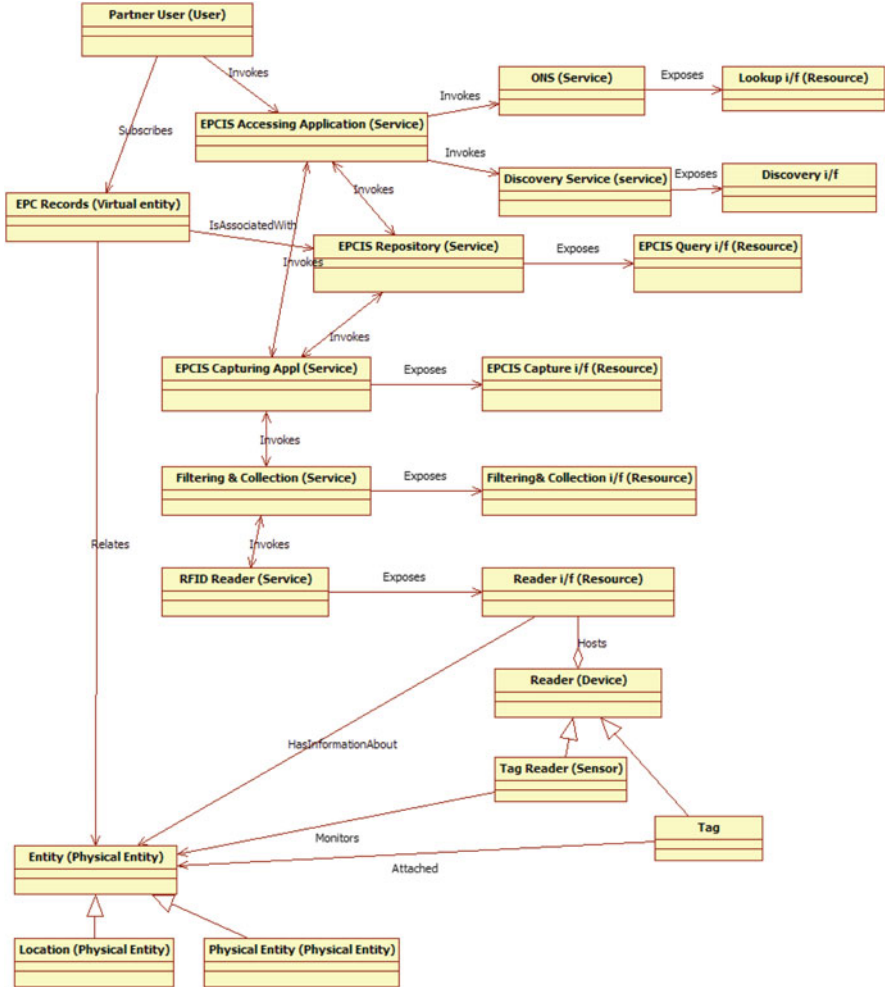 Partner User (User)
Invokes
Subscribes
ONS (Service)
Exposes
Lookup i/f (Resource)
Invokes
EPCIS Accessing Application (Service)
Invokes
Discovery Service (service)
Exposes
Discovery i/f
Invokes
EPC Records (Virtual entity)
IsAssociatedWith
EPCIS Repository (Service)
Exposes
EPCIS Query i/f (Resource)
Invokes
Invokes
EPCIS Capturing Appl (Service)
Exposes
EPCIS Capture i/f (Resource)
Invokes
Filtering & Collection (Service)
Exposes
Filtering& Collection i/f (Resource)
Relates
Invokes
RFID Reader (Service)
Exposes
Reader i/f (Resource)
Hosts
Reader (Device)
HasInformationAbout
Tag Reader (Sensor)
Monitors
Tag
Attached
Entity (Physical Entity)
Location (Physical Entity)
Physical Entity (Physical Entity)